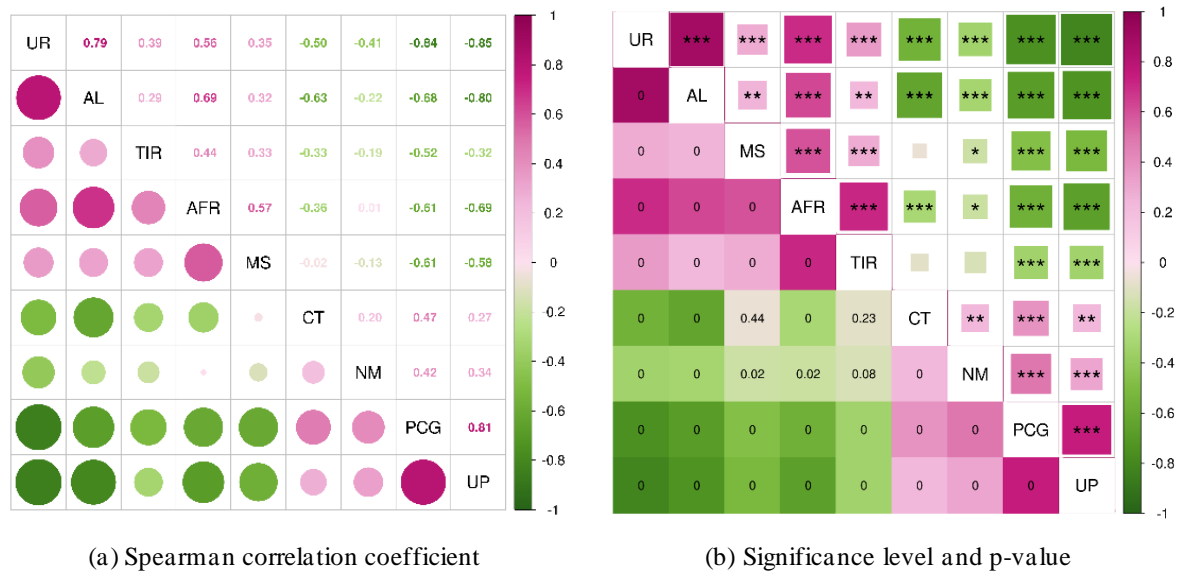 UR 0.79 0.39 0.56 0.35 -0.50 -0.41 -0.84 -0.85
AL 0.29 0.69 0.32 -0.63 -0.22 -0.68 -0.80
TIR 0.44 0.33 -0.33 -0.19 -0.52 -0.32
AFR 0.57 -0.36 0.01 -0.61 -0.69
MS -0.02 -0.13 -0.61 -0.58
CT 0.20 0.47 0.27
NM 0.42 0.34
PCG 0.81
UP
1
0.8
0.6
0.4
0.2
0
-0.2
-0.4
-0.6
-0.8
-1
(a) Spearman correlation coefficient
UR *** *** *** *** *** *** *** ***
0 AL ** *** ** *** *** *** ***
0 0 MS *** *** * *** ***
0 0 0 AFR *** *** * *** ***
0 0 0 0 TIR *** ***
0 0 0.44 0 0.23 CT ** *** **
0 0 0.02 0.02 0.08 0 NM *** ***
0 0 0 0 0 0 0 PCG ***
0 0 0 0 0 0 0 0 UP
1
0.8
0.6
0.4
0.2
0
-0.2
-0.4
-0.6
-0.8
-1
(b) Significance level and p-value